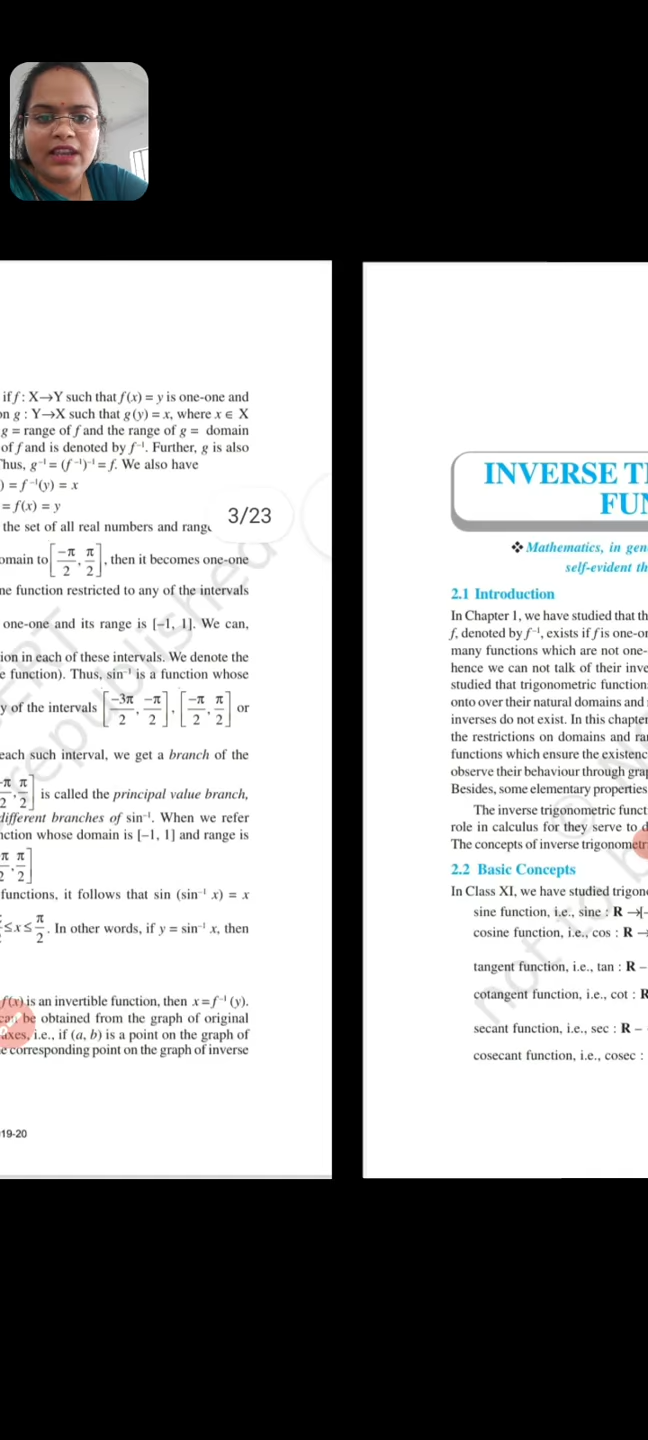 if f : X→Y such that f(x) = y is one-one and
on g : Y→X such that g(y) = x, where x ∈ X
g = range of f and the range of g = domain
of f and is denoted by f⁻¹. Further, g is also
Thus, g⁻¹ = (f⁻¹)⁻¹ = f. We also have
) = f⁻¹(y) = x
= f(x) = y
the set of all real numbers and range
3/23
omain to [−π/2, π/2], then it becomes one-one
ne function restricted to any of the intervals
one-one and its range is [–1, 1]. We can,
ion in each of these intervals. We denote the
e function). Thus, sin⁻¹ is a function whose
y of the intervals [−3π/2, −π/2], [−π/2, π/2] or
each such interval, we get a branch of the
-π/2, π/2] is called the principal value branch,
different branches of sin⁻¹. When we refer
nction whose domain is [–1, 1] and range is
π/2, π/2]
functions, it follows that sin (sin⁻¹ x) = x
≤ x ≤ π/2. In other words, if y = sin⁻¹ x, then
f(x) is an invertible function, then x = f⁻¹ (y).
can be obtained from the graph of original
axes, i.e., if (a, b) is a point on the graph of
e corresponding point on the graph of inverse
19-20
INVERSE T
FUN
❖ Mathematics, in gen
self-evident th
2.1 Introduction
In Chapter 1, we have studied that th
f, denoted by f⁻¹, exists if f is one-on
many functions which are not one-
hence we can not talk of their inve
studied that trigonometric function
onto over their natural domains and
inverses do not exist. In this chapter
the restrictions on domains and ra
functions which ensure the existenc
observe their behaviour through grap
Besides, some elementary properties
The inverse trigonometric funct
role in calculus for they serve to d
The concepts of inverse trigonometr
2.2 Basic Concepts
In Class XI, we have studied trigono
sine function, i.e., sine : R →[–
cosine function, i.e., cos : R →
tangent function, i.e., tan : R –
cotangent function, i.e., cot : R
secant function, i.e., sec : R –
cosecant function, i.e., cosec :
republished
not to b